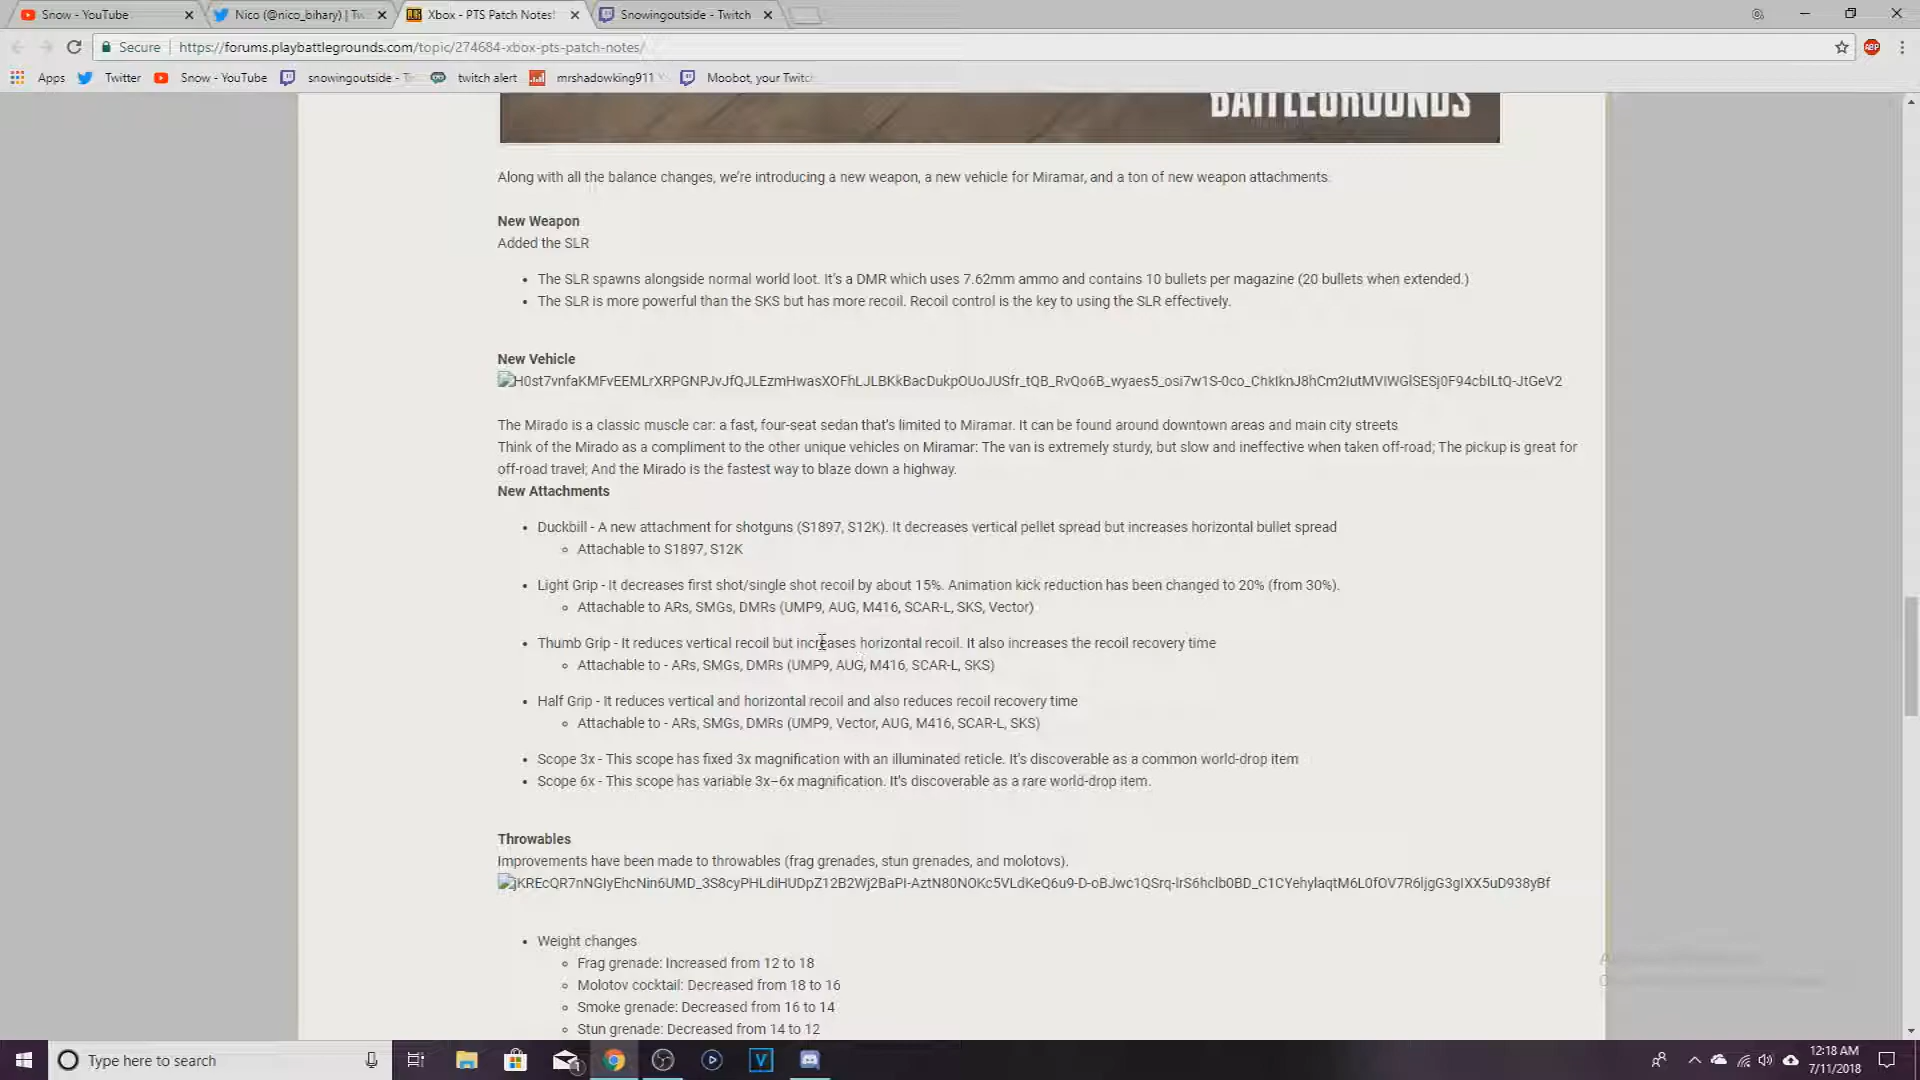 Snow - YouTube
Nico (@nico_bihary) | Tw
Xbox - PTS Patch Notes!
Snowingoutside - Twitch
Secure
https://forums.playbattlegrounds.com/topic/274684-xbox-pts-patch-notes/
ABP
Apps
Twitter
Snow - YouTube
snowingoutside - T
twitch alert
mrshadowking911
Moobot, your Twitc
BATTLEGROUNDS
Along with all the balance changes, we're introducing a new weapon, a new vehicle for Miramar, and a ton of new weapon attachments.
New Weapon
Added the SLR
• The SLR spawns alongside normal world loot. It's a DMR which uses 7.62mm ammo and contains 10 bullets per magazine (20 bullets when extended.)
• The SLR is more powerful than the SKS but has more recoil. Recoil control is the key to using the SLR effectively.
New Vehicle
The Mirado is a classic muscle car: a fast, four-seat sedan that's limited to Miramar. It can be found around downtown areas and main city streets
Think of the Mirado as a compliment to the other unique vehicles on Miramar: The van is extremely sturdy, but slow and ineffective when taken off-road; The pickup is great for
off-road travel; And the Mirado is the fastest way to blaze down a highway.
New Attachments
• Duckbill - A new attachment for shotguns (S1897, S12K). It decreases vertical pellet spread but increases horizontal bullet spread
◦ Attachable to S1897, S12K
• Light Grip - It decreases first shot/single shot recoil by about 15%. Animation kick reduction has been changed to 20% (from 30%).
◦ Attachable to ARs, SMGs, DMRs (UMP9, AUG, M416, SCAR-L, SKS, Vector)
• Thumb Grip - It reduces vertical recoil but increases horizontal recoil. It also increases the recoil recovery time
◦ Attachable to - ARs, SMGs, DMRs (UMP9, AUG, M416, SCAR-L, SKS)
• Half Grip - It reduces vertical and horizontal recoil and also reduces recoil recovery time
◦ Attachable to - ARs, SMGs, DMRs (UMP9, Vector, AUG, M416, SCAR-L, SKS)
• Scope 3x - This scope has fixed 3x magnification with an illuminated reticle. It's discoverable as a common world-drop item
• Scope 6x - This scope has variable 3x–6x magnification. It's discoverable as a rare world-drop item.
Throwables
Improvements have been made to throwables (frag grenades, stun grenades, and molotovs).
• Weight changes
◦ Frag grenade: Increased from 12 to 18
◦ Molotov cocktail: Decreased from 18 to 16
◦ Smoke grenade: Decreased from 16 to 14
◦ Stun grenade: Decreased from 14 to 12
Type here to search
12:18 AM
7/11/2018